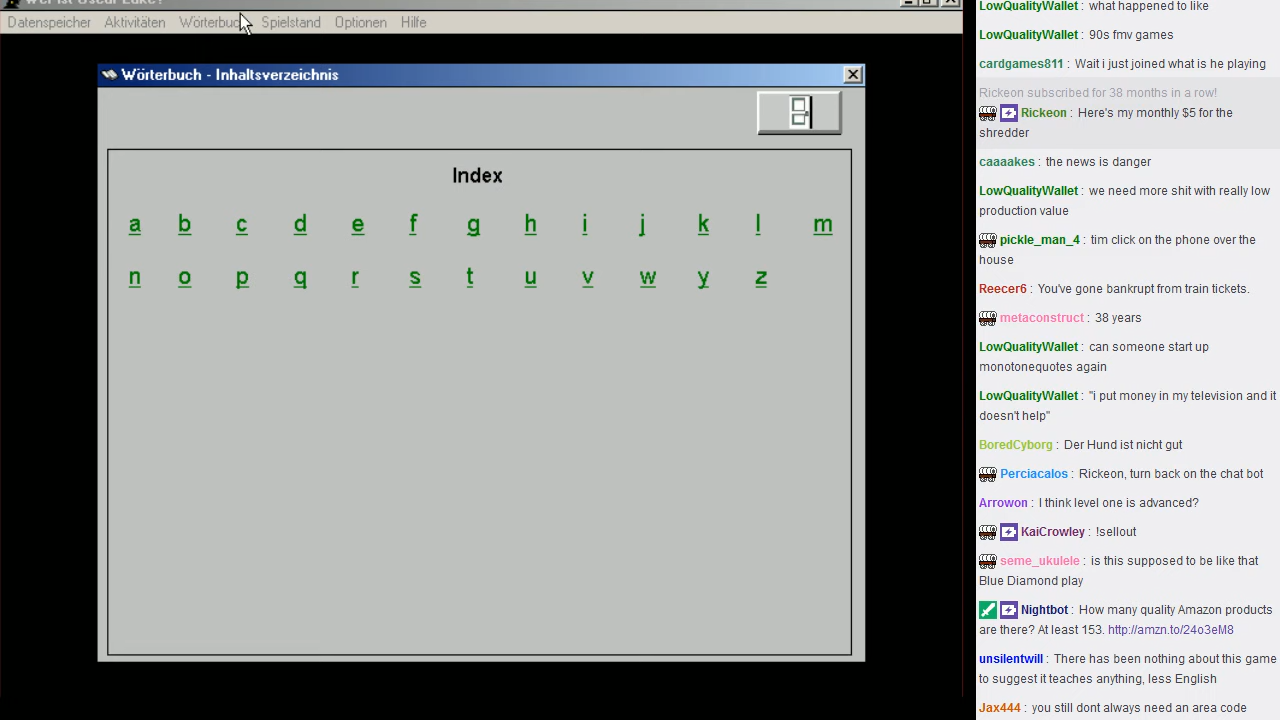 Wer ist Oscar Lake?
Datenspeicher Aktivitäten Wörterbuch Spielstand Optionen Hilfe
Wörterbuch - Inhaltsverzeichnis
Index
a b c d e f g h i j k l m
n o p q r s t u v w y z
LowQualityWallet : what happened to like
LowQualityWallet : 90s fmv games
cardgames811 : Wait i just joined what is he playing
Rickeon subscribed for 38 months in a row!
Rickeon : Here's my monthly $5 for the
shredder
caaaakes : the news is danger
LowQualityWallet : we need more shit with really low
production value
pickle_man_4 : tim click on the phone over the
house
Reecer6 : You've gone bankrupt from train tickets.
metaconstruct : 38 years
LowQualityWallet : can someone start up
monotonequotes again
LowQualityWallet : "i put money in my television and it
doesn't help"
BoredCyborg : Der Hund ist nicht gut
Perciacalos : Rickeon, turn back on the chat bot
Arrowon : I think level one is advanced?
KaiCrowley : !sellout
seme_ukulele : is this supposed to be like that
Blue Diamond play
Nightbot : How many quality Amazon products
are there? At least 153. http://amzn.to/24o3eM8
unsilentwill : There has been nothing about this game
to suggest it teaches anything, less English
Jax444 : you still dont always need an area code